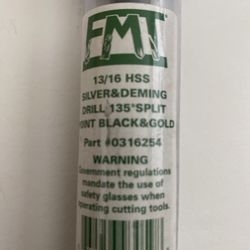 FMT
13/16 HSS
SILVER&DEMING
DRILL 135°SPLIT
POINT BLACK&GOLD
Part #0316254
WARNING
Government regulations
mandate the use of
safety glasses when
operating cutting tools.